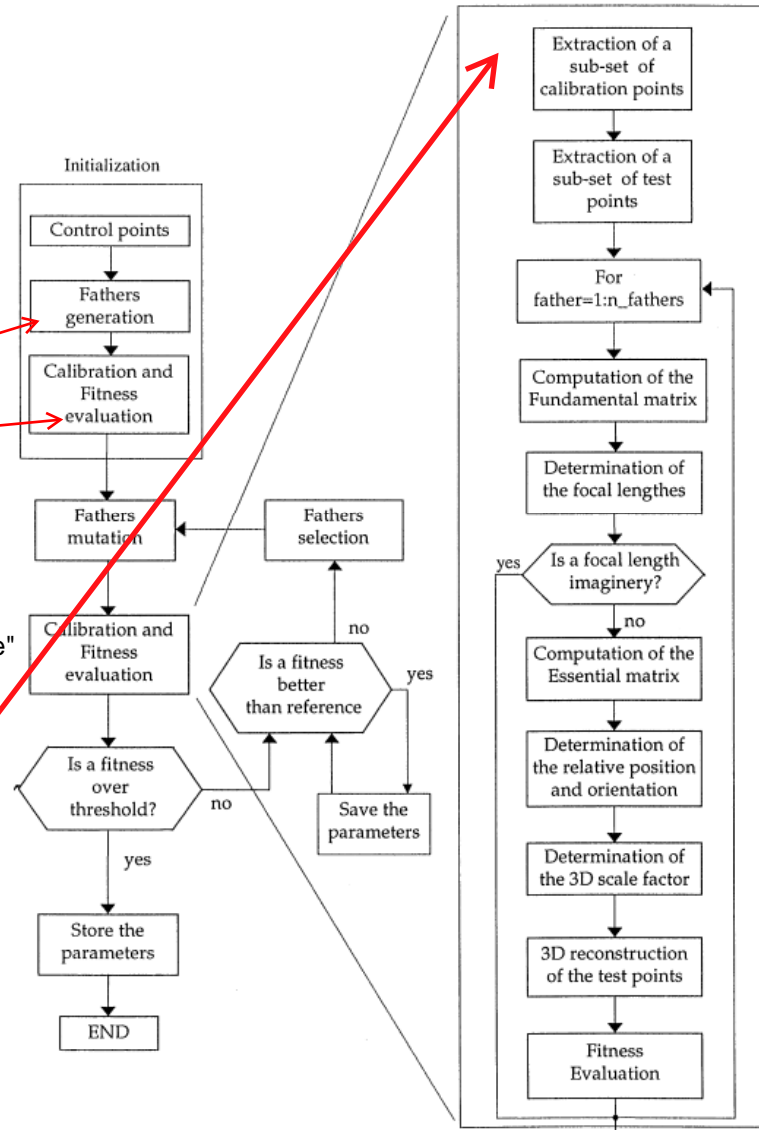 Initialization
Control points
Fathers
generation
Calibration and
Fitness
evaluation
Fathers
mutation
Fathers
selection
Calibration and
Fitness
evaluation
e"
Is a fitness
better
than reference
no
yes
Save the
parameters
Is a fitness
over
threshold?
no
yes
Store the
parameters
END
Extraction of a
sub-set of
calibration points
Extraction of a
sub-set of test
points
For
father=1:n_fathers
Computation of the
Fundamental matrix
Determination of
the focal lengthes
yes
Is a focal length
imaginery?
no
Computation of the
Essential matrix
Determination of
the relative position
and orientation
Determination of
the 3D scale factor
3D reconstruction
of the test points
Fitness
Evaluation